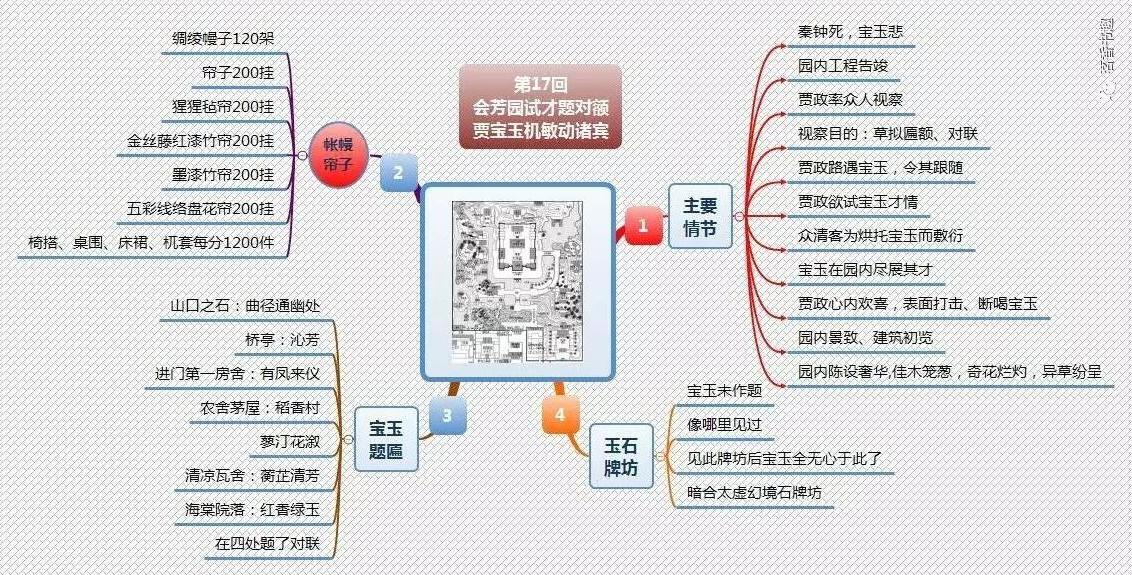 第17回
会芳园试才题对额
贾宝玉机敏动诸宾
1
主要
情节
秦钟死，宝玉悲
园内工程告竣
贾政率众人视察
视察目的：草拟匾额、对联
贾政路遇宝玉，令其跟随
贾政欲试宝玉才情
众清客为烘托宝玉而敷衍
宝玉在园内尽展其才
贾政心内欢喜，表面打击、断喝宝玉
园内景致、建筑初览
园内陈设奢华,佳木笼葱，奇花烂灼，异草纷呈
2
帐幔
帘子
绸绫幔子120架
帘子200挂
猩猩毡帘200挂
金丝藤红漆竹帘200挂
墨漆竹帘200挂
五彩线络盘花帘200挂
椅搭、桌围、床裙、杌套每分1200件
3
宝玉
题匾
山口之石：曲径通幽处
桥亭：沁芳
进门第一房舍：有凤来仪
农舍茅屋：稻香村
蓼汀花溆
清凉瓦舍：蘅芷清芳
海棠院落：红香绿玉
在四处题了对联
4
玉石
牌坊
宝玉未作题
像哪里见过
见此牌坊后宝玉全无心于此了
暗合太虚幻境石牌坊